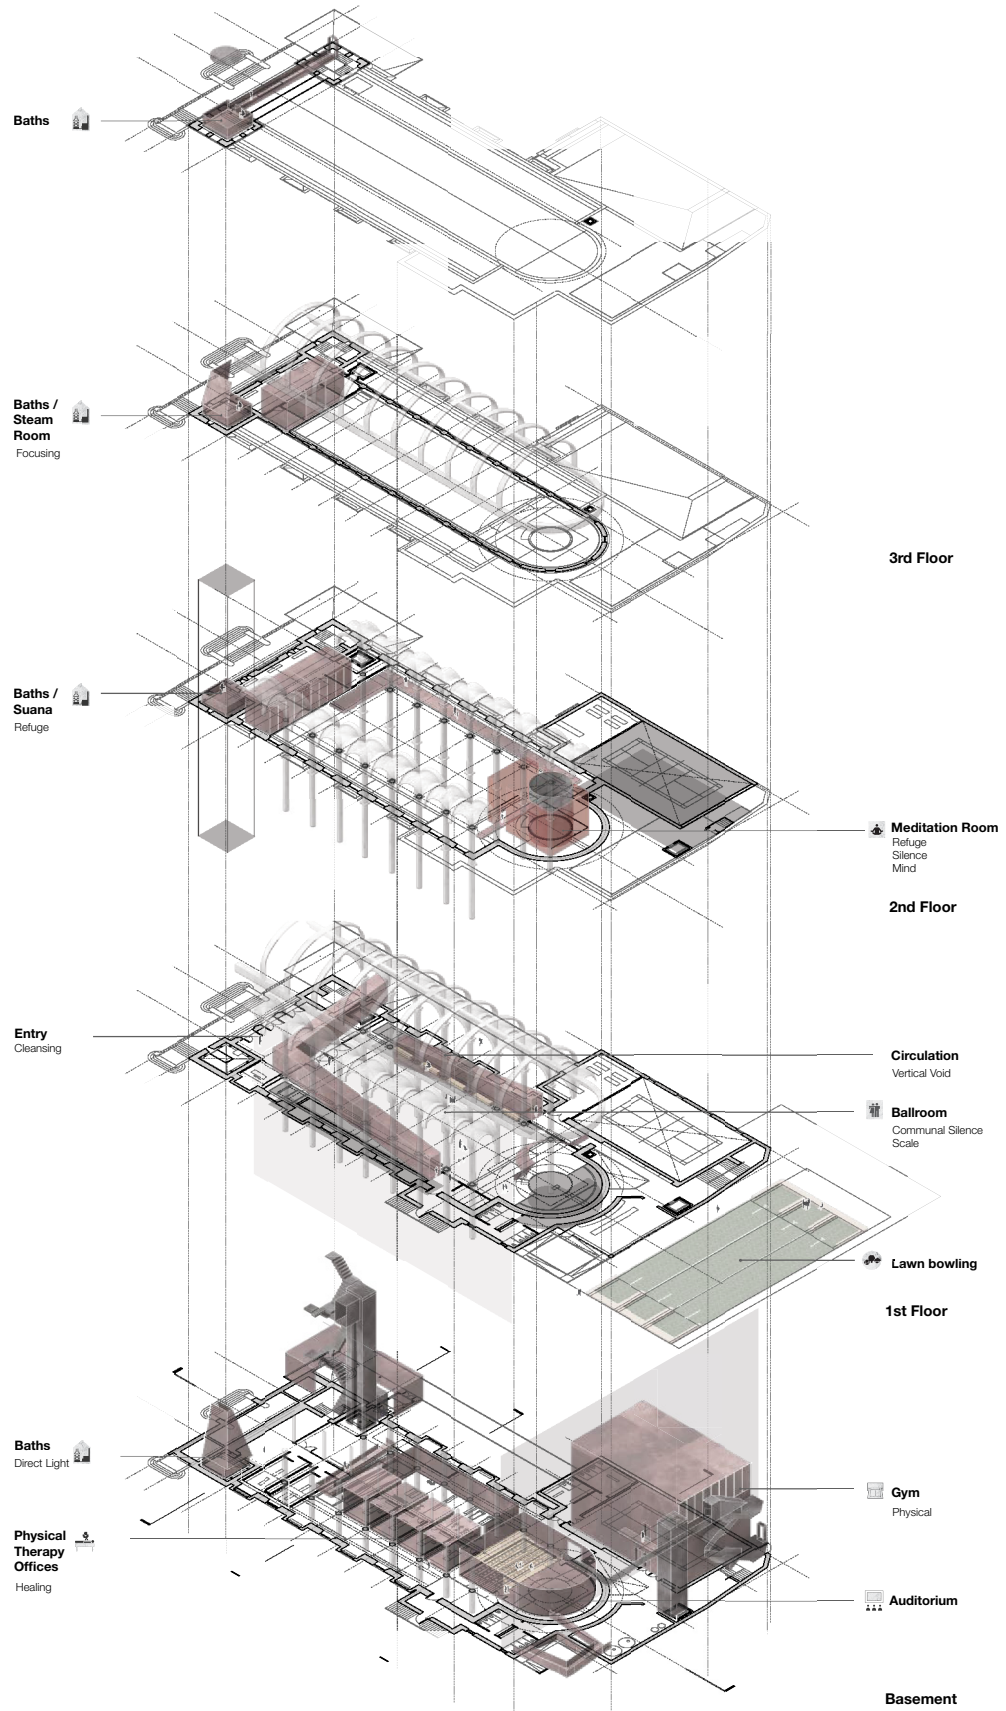 Baths
Baths /
Steam
Room
Focusing
3rd Floor
Baths /
Suana
Refuge
Meditation Room
Refuge
Silence
Mind
2nd Floor
Entry
Cleansing
Circulation
Vertical Void
Ballroom
Communal Silence
Scale
Lawn bowling
1st Floor
Baths
Direct Light
Gym
Physical
Physical
Therapy
Offices
Healing
Auditorium
Basement